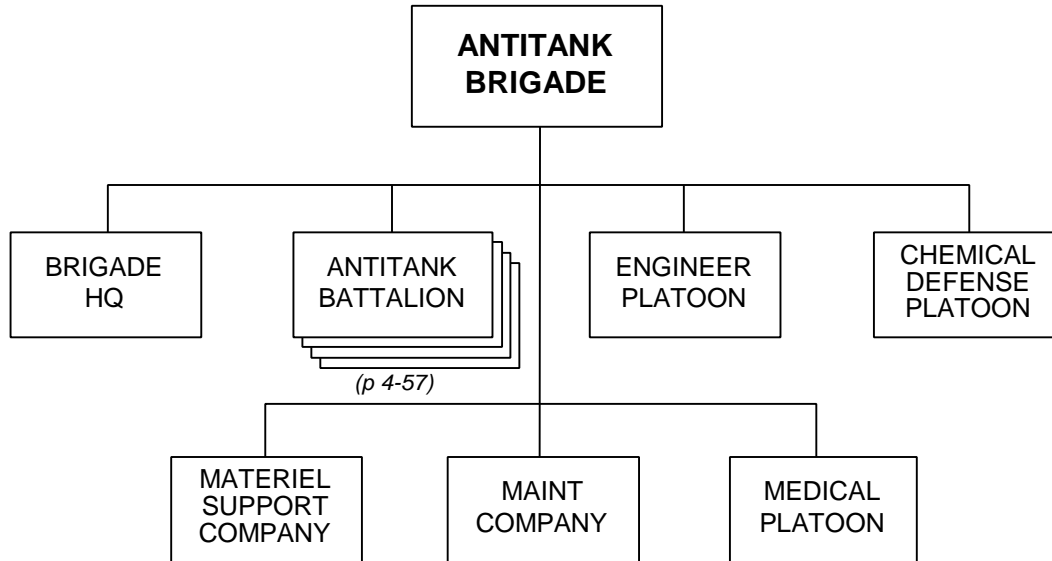 ANTITANK
BRIGADE
BRIGADE
HQ
ANTITANK
BATTALION
(p 4-57)
ENGINEER
PLATOON
CHEMICAL
DEFENSE
PLATOON
MATERIEL
SUPPORT
COMPANY
MAINT
COMPANY
MEDICAL
PLATOON